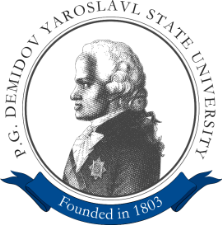 P.G. DEMIDOV YAROSLAVL STATE UNIVERSITY
Founded in 1803